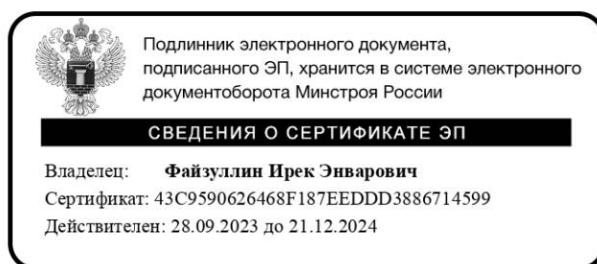 Подлинник электронного документа,
подписанного ЭП, хранится в системе электронного
документооборота Минстроя России
СВЕДЕНИЯ О СЕРТИФИКАТЕ ЭП
Владелец: Файзуллин Ирек Энварович
Сертификат: 43C9590626468F187EEDDD3886714599
Действителен: 28.09.2023 до 21.12.2024